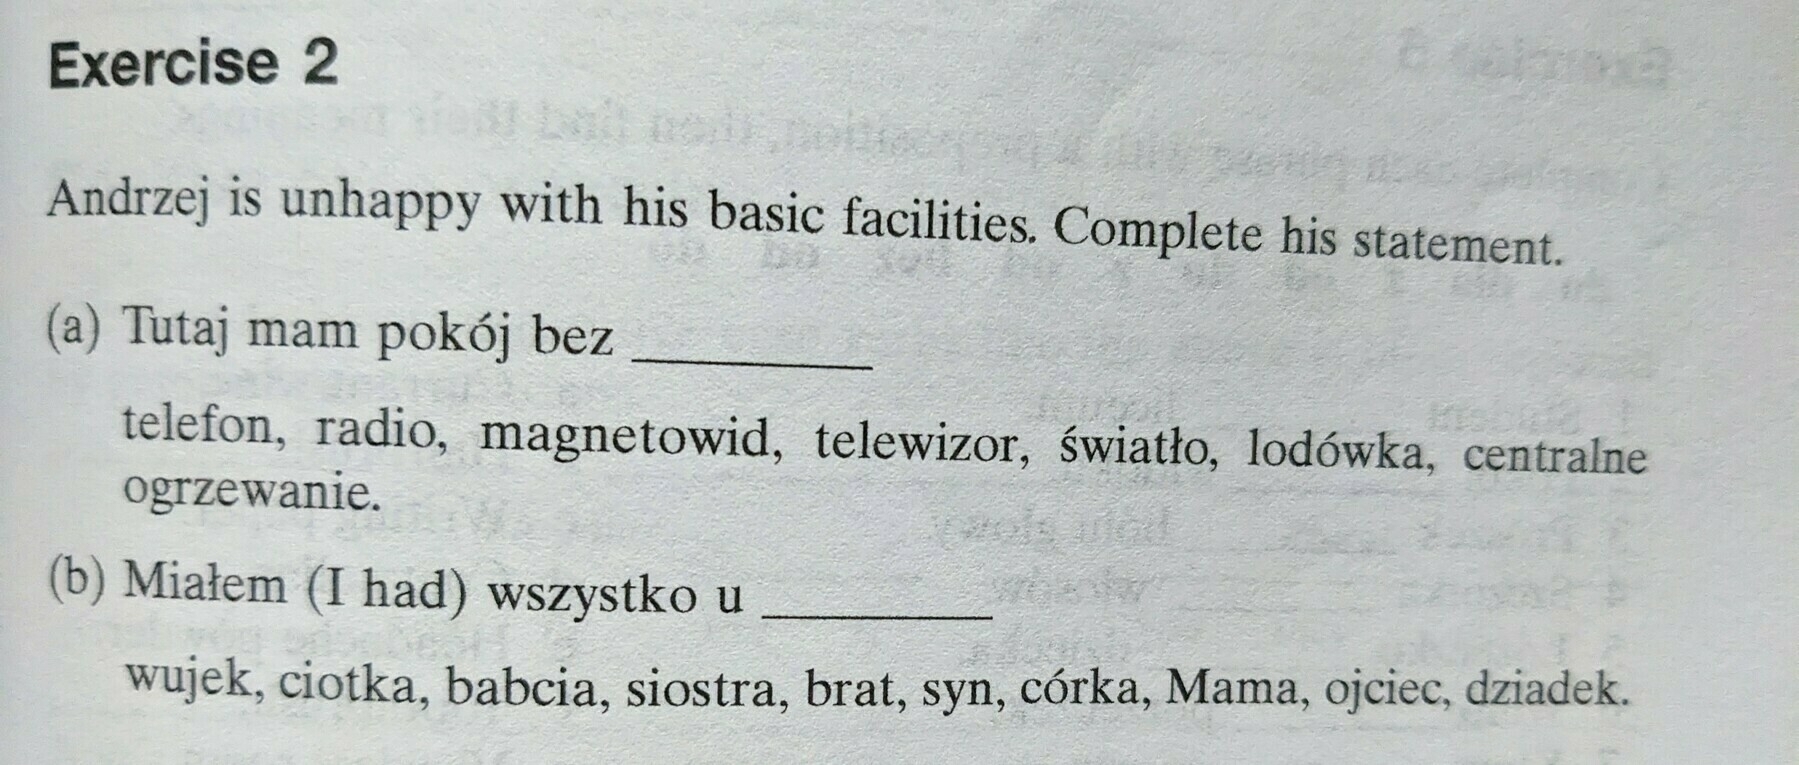 Exercise 2
Andrzej is unhappy with his basic facilities. Complete his statement.
(a) Tutaj mam pokój bez ________
telefon, radio, magnetowid, telewizor, światło, lodówka, centralne
ogrzewanie.
(b) Miałem (I had) wszystko u ________
wujek, ciotka, babcia, siostra, brat, syn, córka, Mama, ojciec, dziadek.